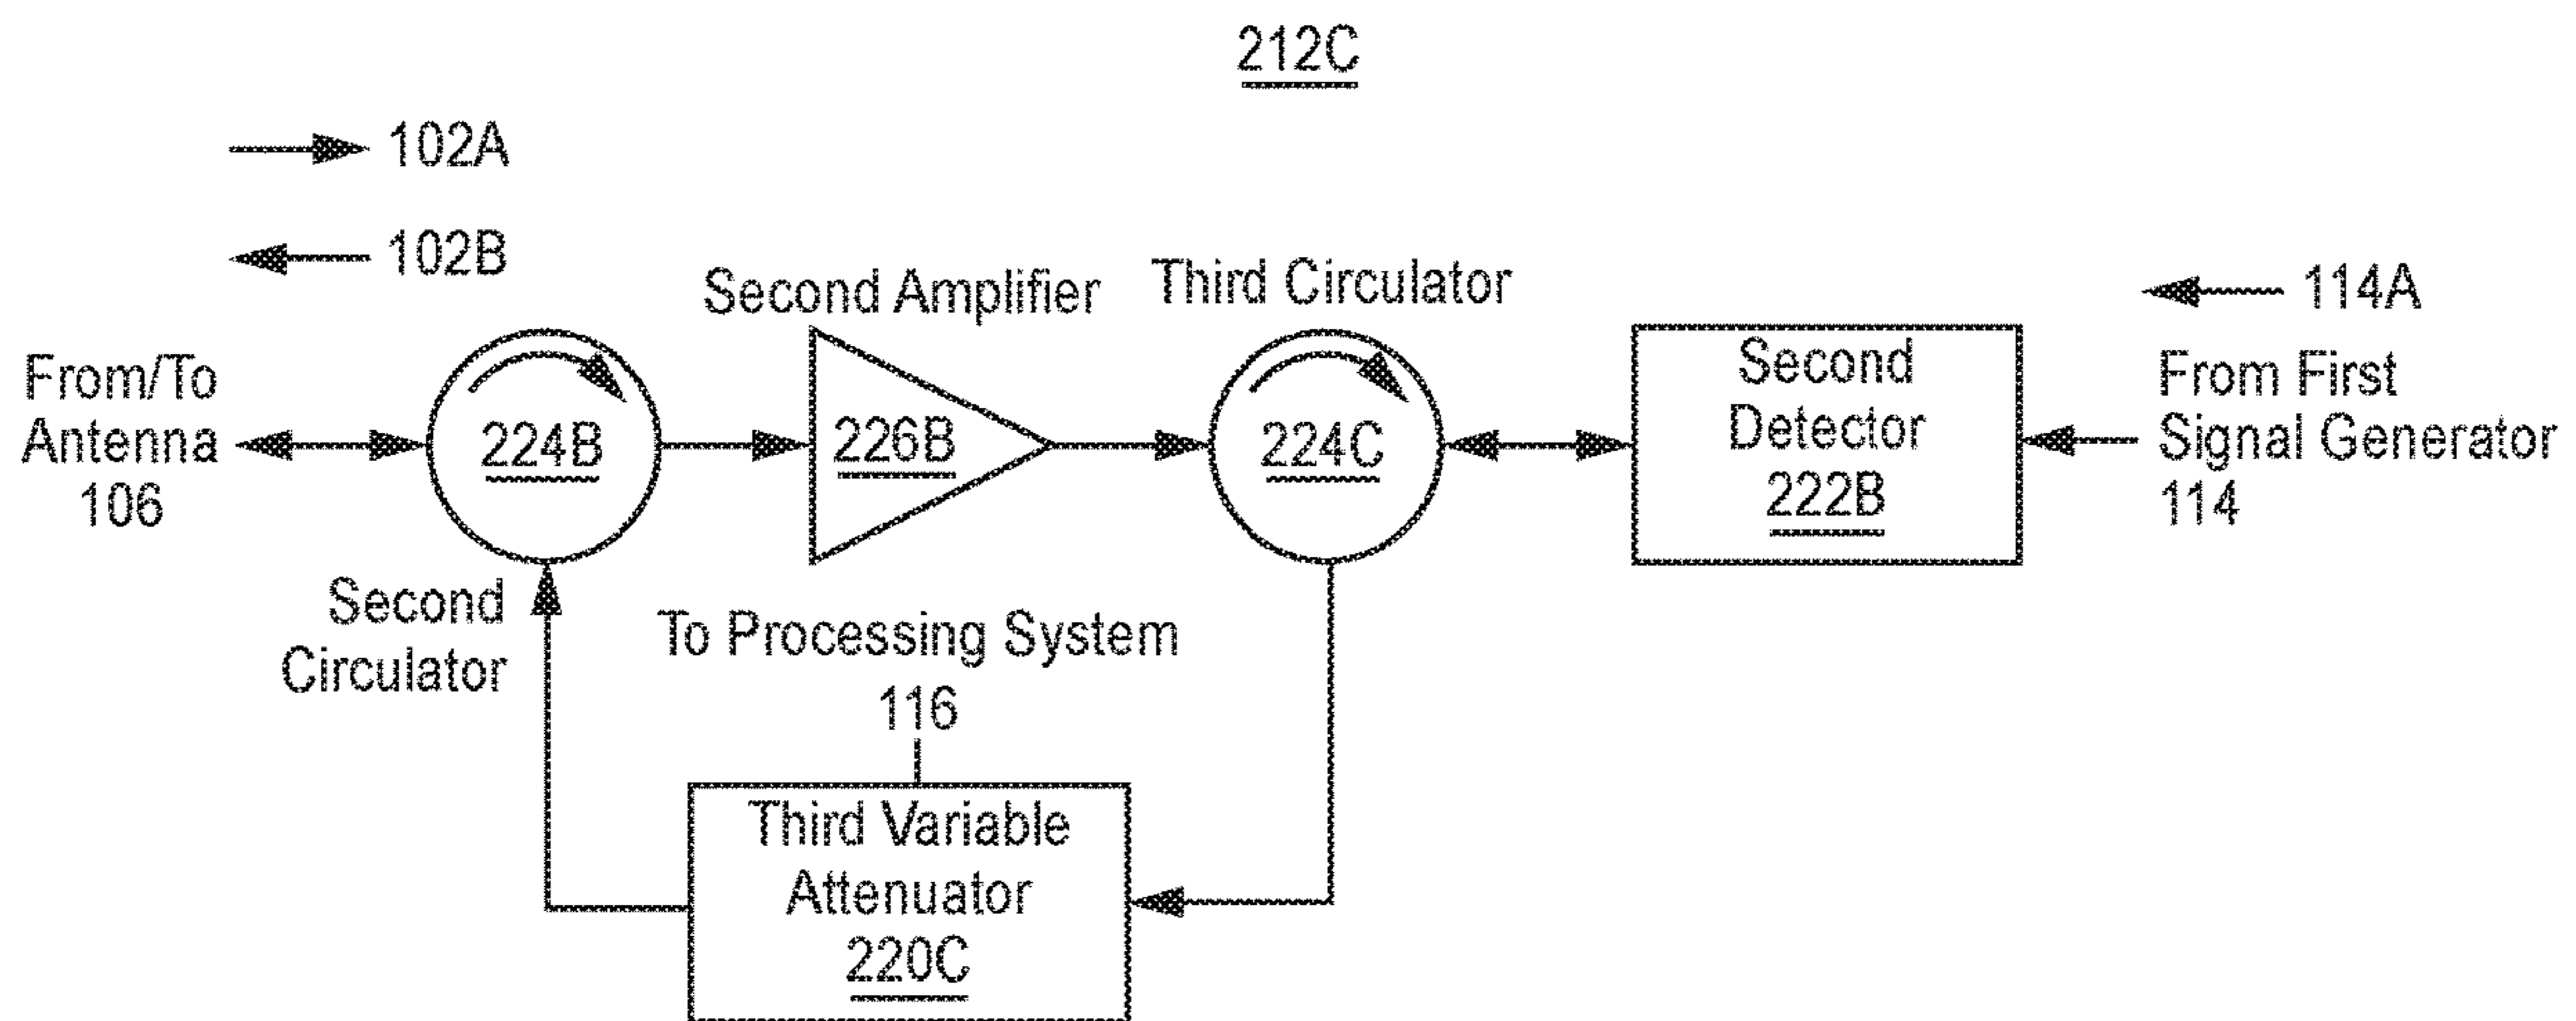 212C
102A
102B
Second Amplifier
Third Circulator
114A
From/To
Antenna
106
224B
226B
224C
Second
Detector
222B
From First
Signal Generator
114
Second
Circulator
To Processing System
116
Third Variable
Attenuator
220C